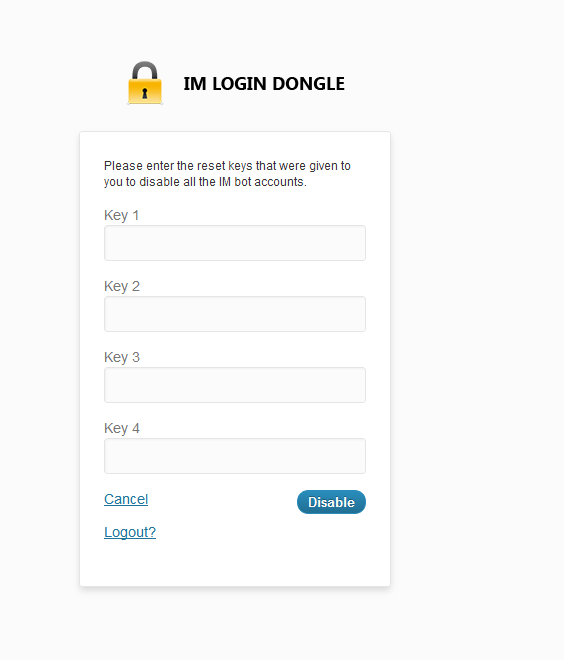 IM LOGIN DONGLE
Please enter the reset keys that were given to
you to disable all the IM bot accounts.
Key 1
Key 2
Key 3
Key 4
Cancel
Disable
Logout?